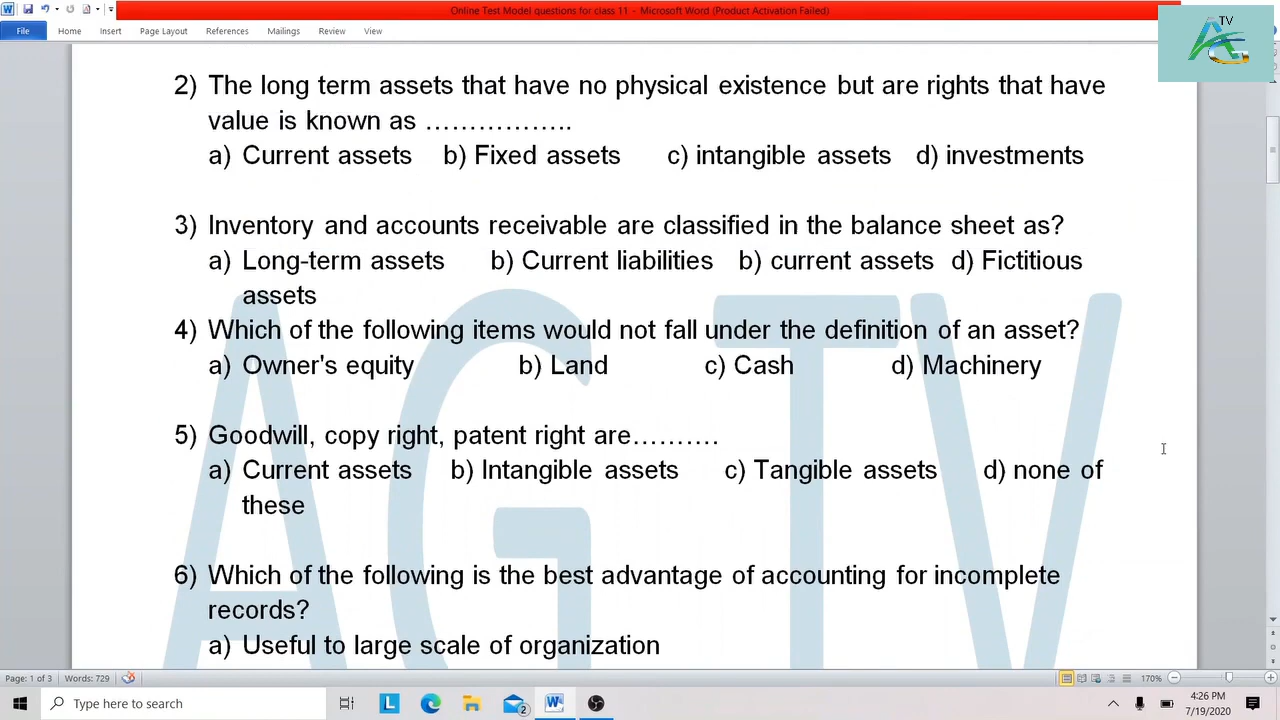 Online Test Model questions for class 11 - Microsoft Word (Product Activation Failed)
File Home Insert Page Layout References Mailings Review View
TV
2) The long term assets that have no physical existence but are rights that have
value is known as ……………..
a) Current assets b) Fixed assets c) intangible assets d) investments
3) Inventory and accounts receivable are classified in the balance sheet as?
a) Long-term assets b) Current liabilities b) current assets d) Fictitious
assets
4) Which of the following items would not fall under the definition of an asset?
a) Owner's equity b) Land c) Cash d) Machinery
5) Goodwill, copy right, patent right are……….
a) Current assets b) Intangible assets c) Tangible assets d) none of
these
6) Which of the following is the best advantage of accounting for incomplete
records?
a) Useful to large scale of organization
AG TV
Page: 1 of 3 Words: 729 170%
Type here to search L 2 4:26 PM
7/19/2020